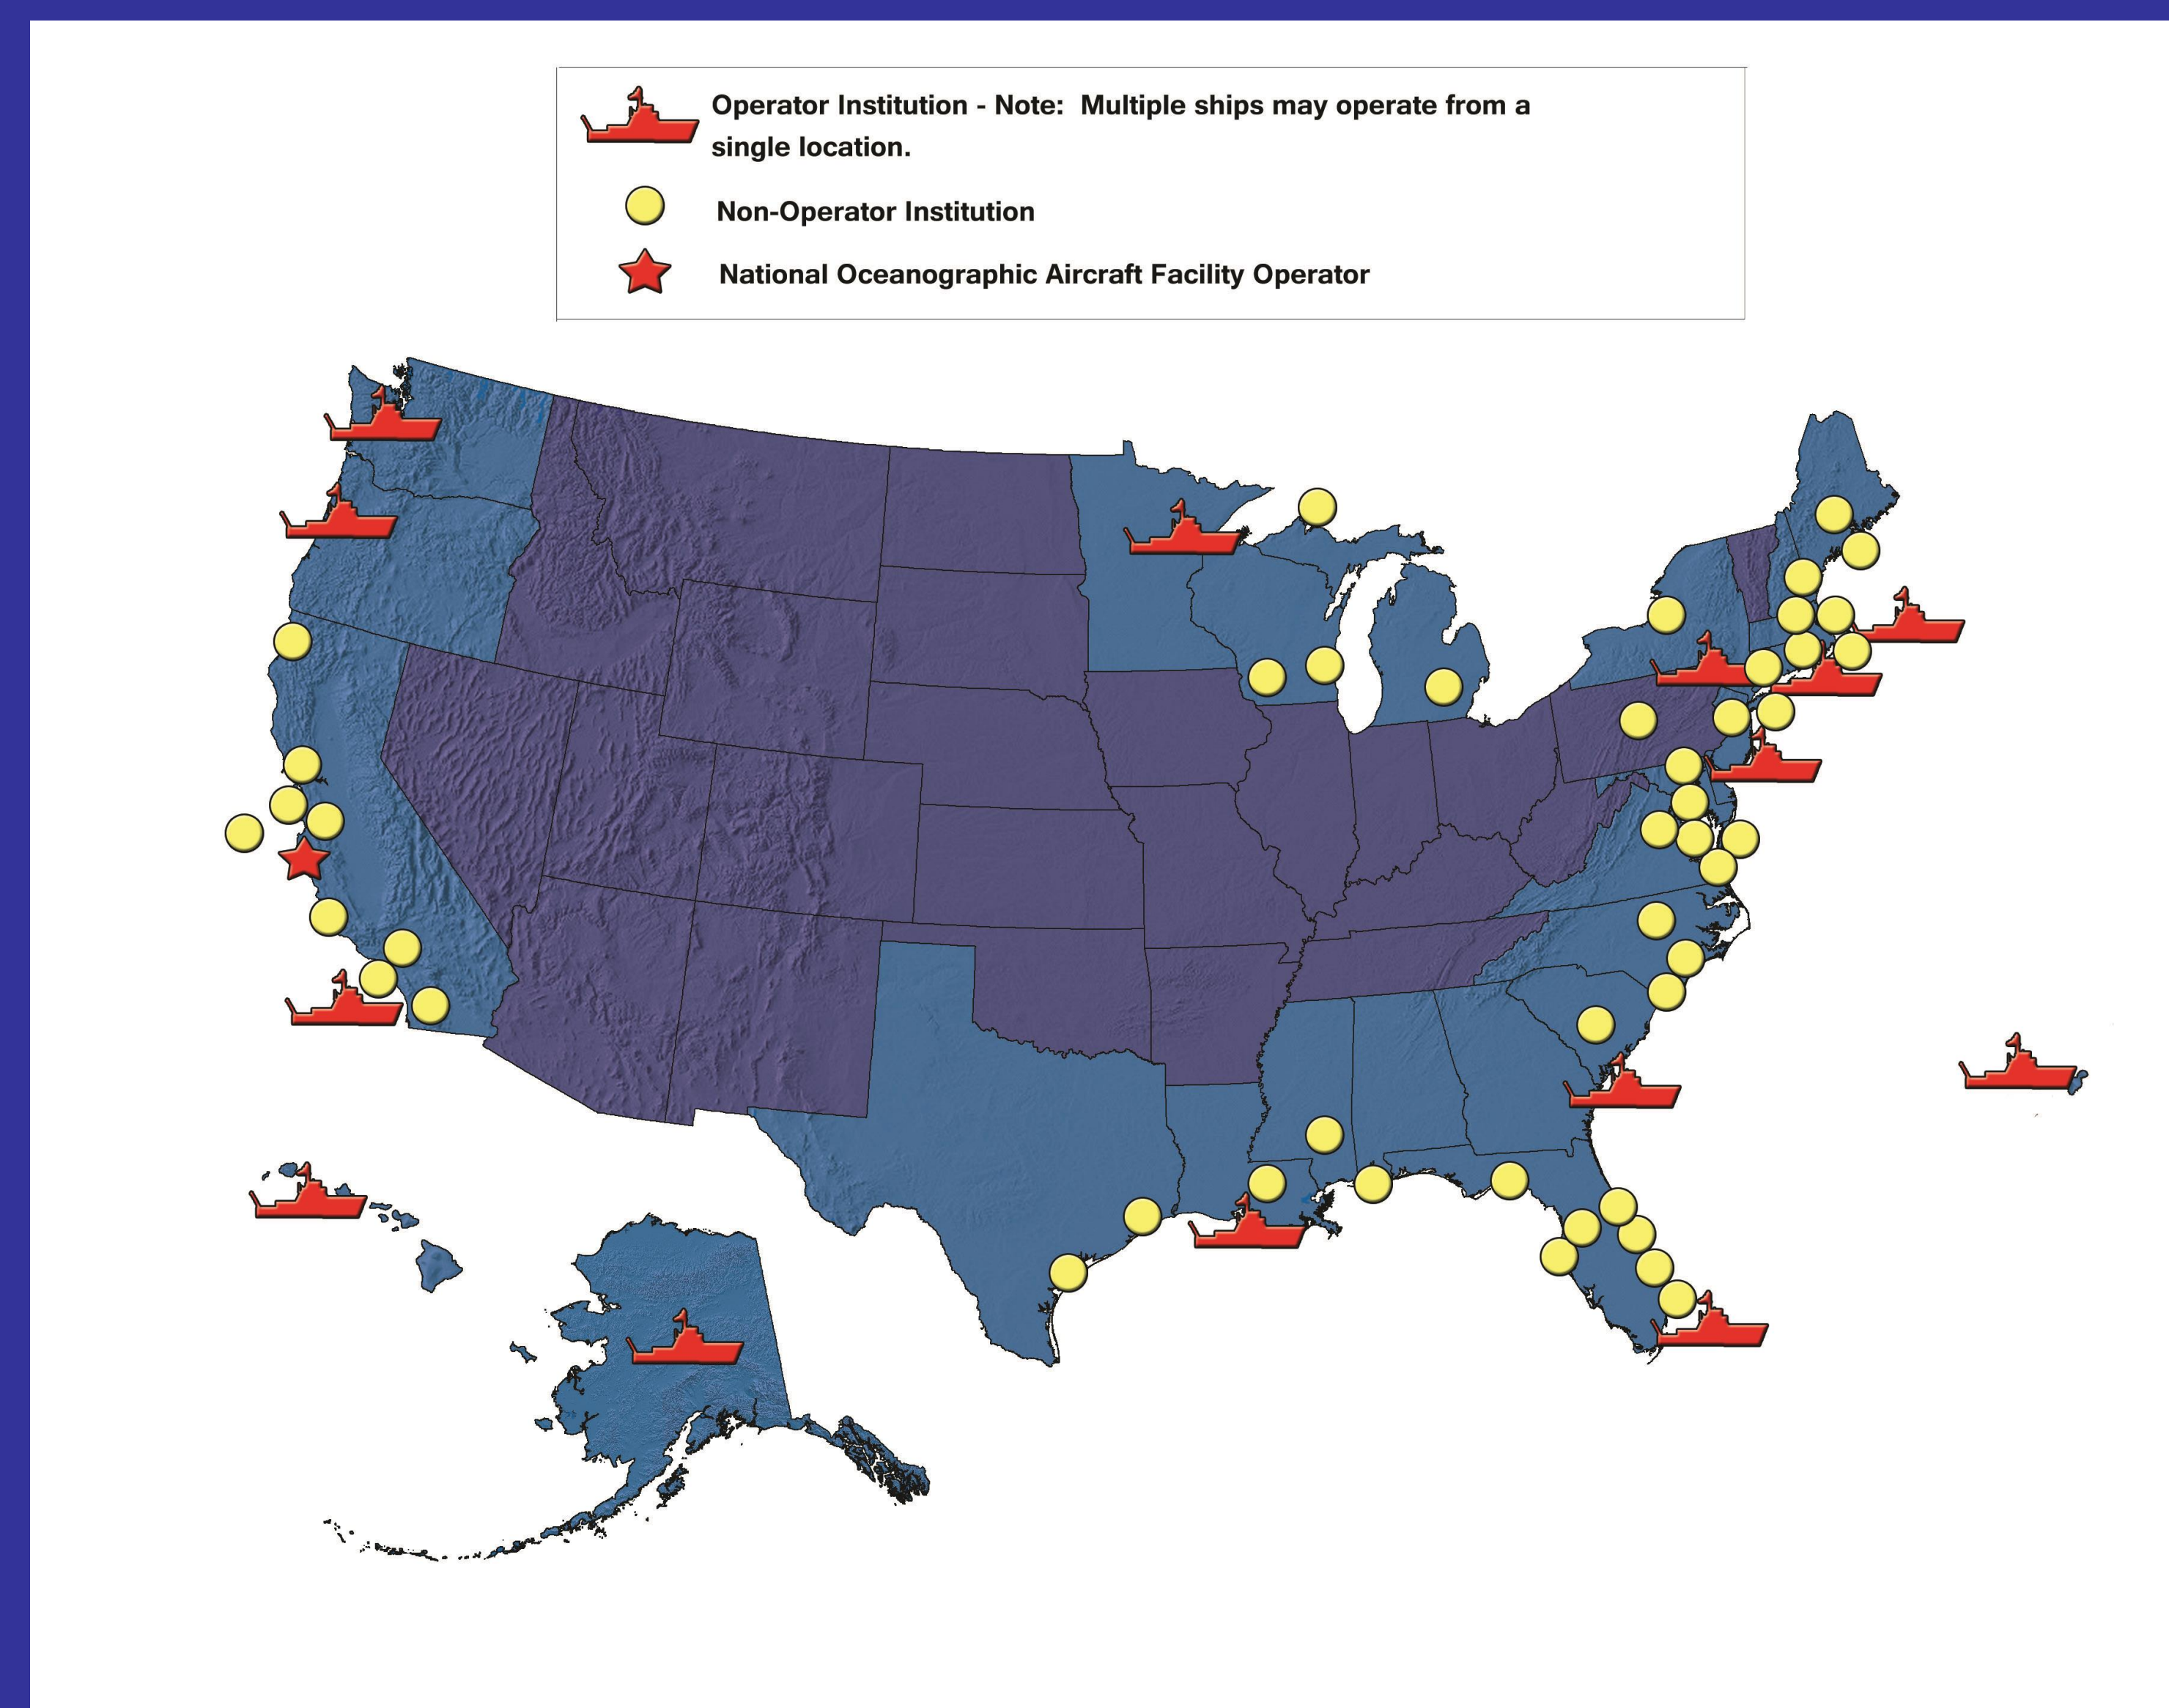 Operator Institution - Note: Multiple ships may operate from a
single location.
Non-Operator Institution
National Oceanographic Aircraft Facility Operator